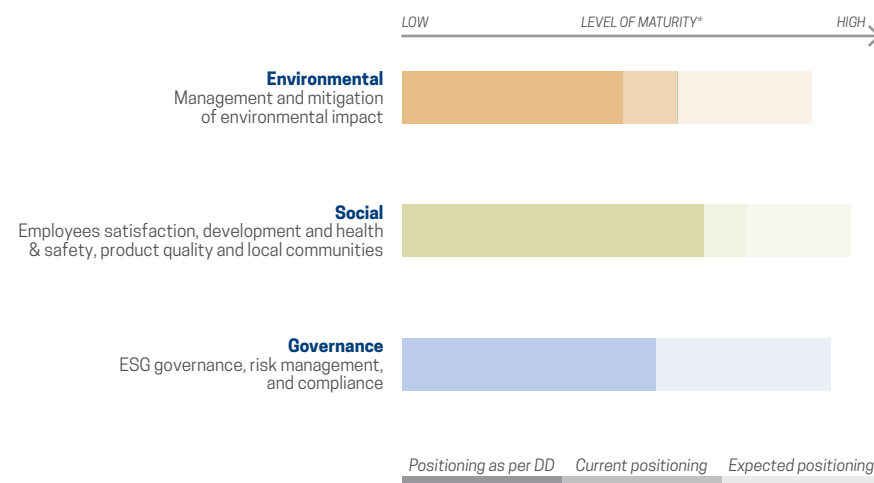 LOW LEVEL OF MATURITY* HIGH
Environmental
Management and mitigation
of environmental impact
Social
Employees satisfaction, development and health
& safety, product quality and local communities
Governance
ESG governance, risk management,
and compliance
Positioning as per DD Current positioning Expected positioning